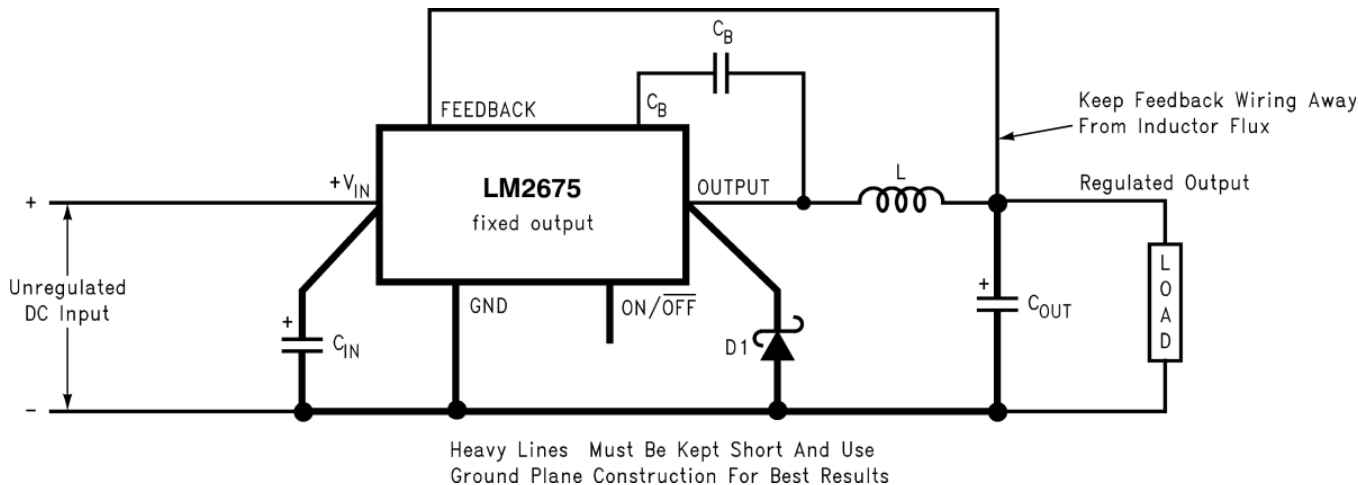 C_B
FEEDBACK
C_B
Keep Feedback Wiring Away
From Inductor Flux
+V_IN
LM2675
fixed output
OUTPUT
L
Regulated Output
+
Unregulated
DC Input
-
+
C_IN
GND
ON/O̅F̅F̅
D1
+
C_OUT
LOAD
Heavy Lines Must Be Kept Short And Use
Ground Plane Construction For Best Results